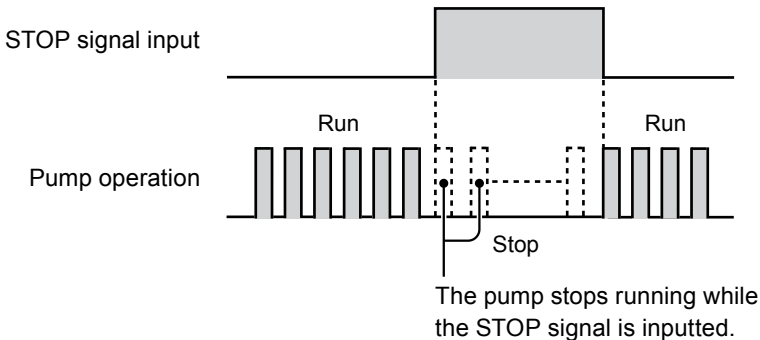 STOP signal input
Run
Run
Pump operation
Stop
The pump stops running while
the STOP signal is inputted.